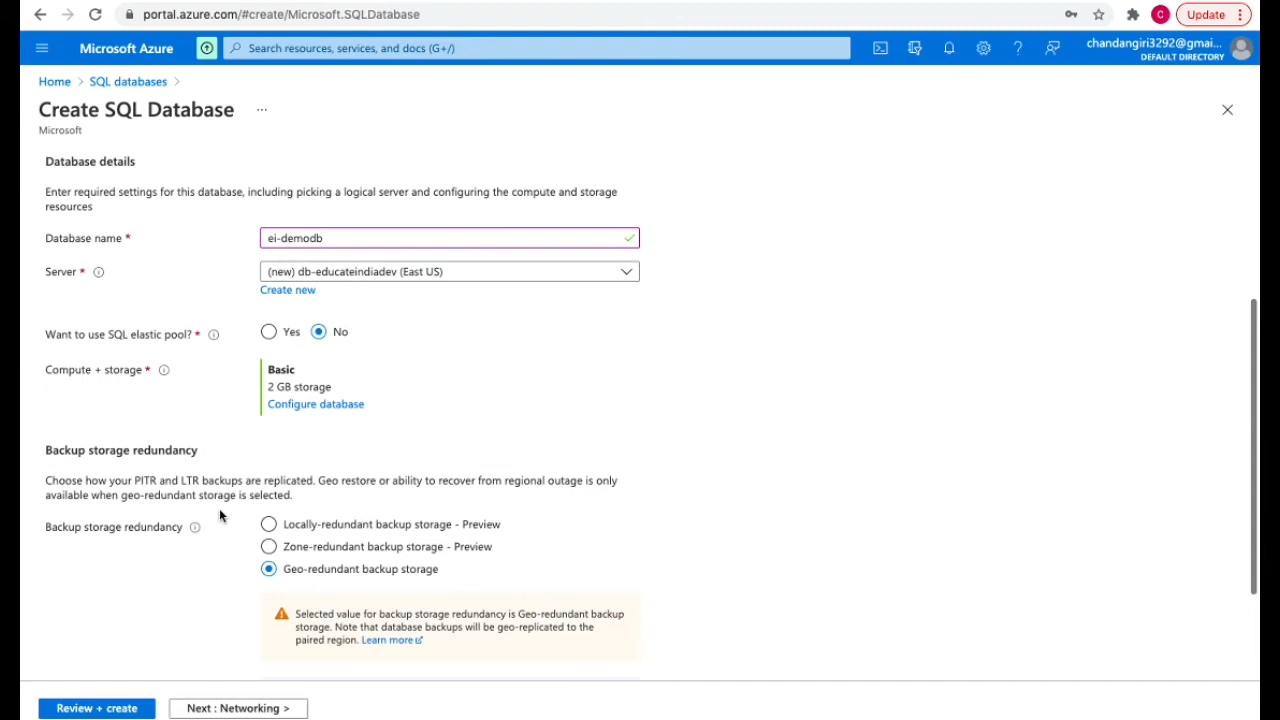 portal.azure.com/#create/Microsoft.SQLDatabase
Update
Microsoft Azure
Search resources, services, and docs (G+/)
chandangiri3292@gmai...
DEFAULT DIRECTORY
Home > SQL databases >
Create SQL Database ...
Microsoft
Database details
Enter required settings for this database, including picking a logical server and configuring the compute and storage
resources
Database name *
ei-demodb
Server *
(new) db-educateindiadev (East US)
Create new
Want to use SQL elastic pool? *
Yes No
Compute + storage *
Basic
2 GB storage
Configure database
Backup storage redundancy
Choose how your PITR and LTR backups are replicated. Geo restore or ability to recover from regional outage is only
available when geo-redundant storage is selected.
Backup storage redundancy
Locally-redundant backup storage - Preview
Zone-redundant backup storage - Preview
Geo-redundant backup storage
Selected value for backup storage redundancy is Geo-redundant backup
storage. Note that database backups will be geo-replicated to the
paired region. Learn more
Review + create
Next : Networking >